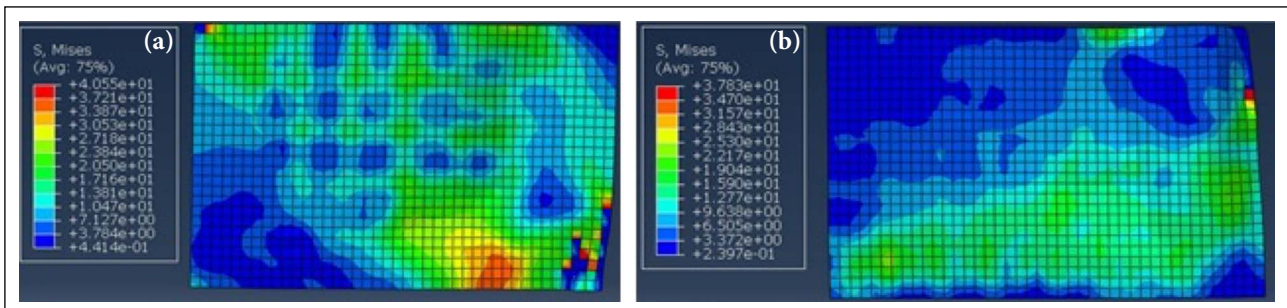 (a)
S, Mises
(Avg: 75%)
+4.055e+01
+3.721e+01
+3.387e+01
+3.053e+01
+2.718e+01
+2.384e+01
+2.050e+01
+1.716e+01
+1.381e+01
+1.047e+01
+7.127e+00
+3.784e+00
+4.414e-01
(b)
S, Mises
(Avg: 75%)
+3.783e+01
+3.470e+01
+3.157e+01
+2.843e+01
+2.530e+01
+2.217e+01
+1.904e+01
+1.590e+01
+1.277e+01
+9.638e+00
+6.505e+00
+3.372e+00
+2.397e-01